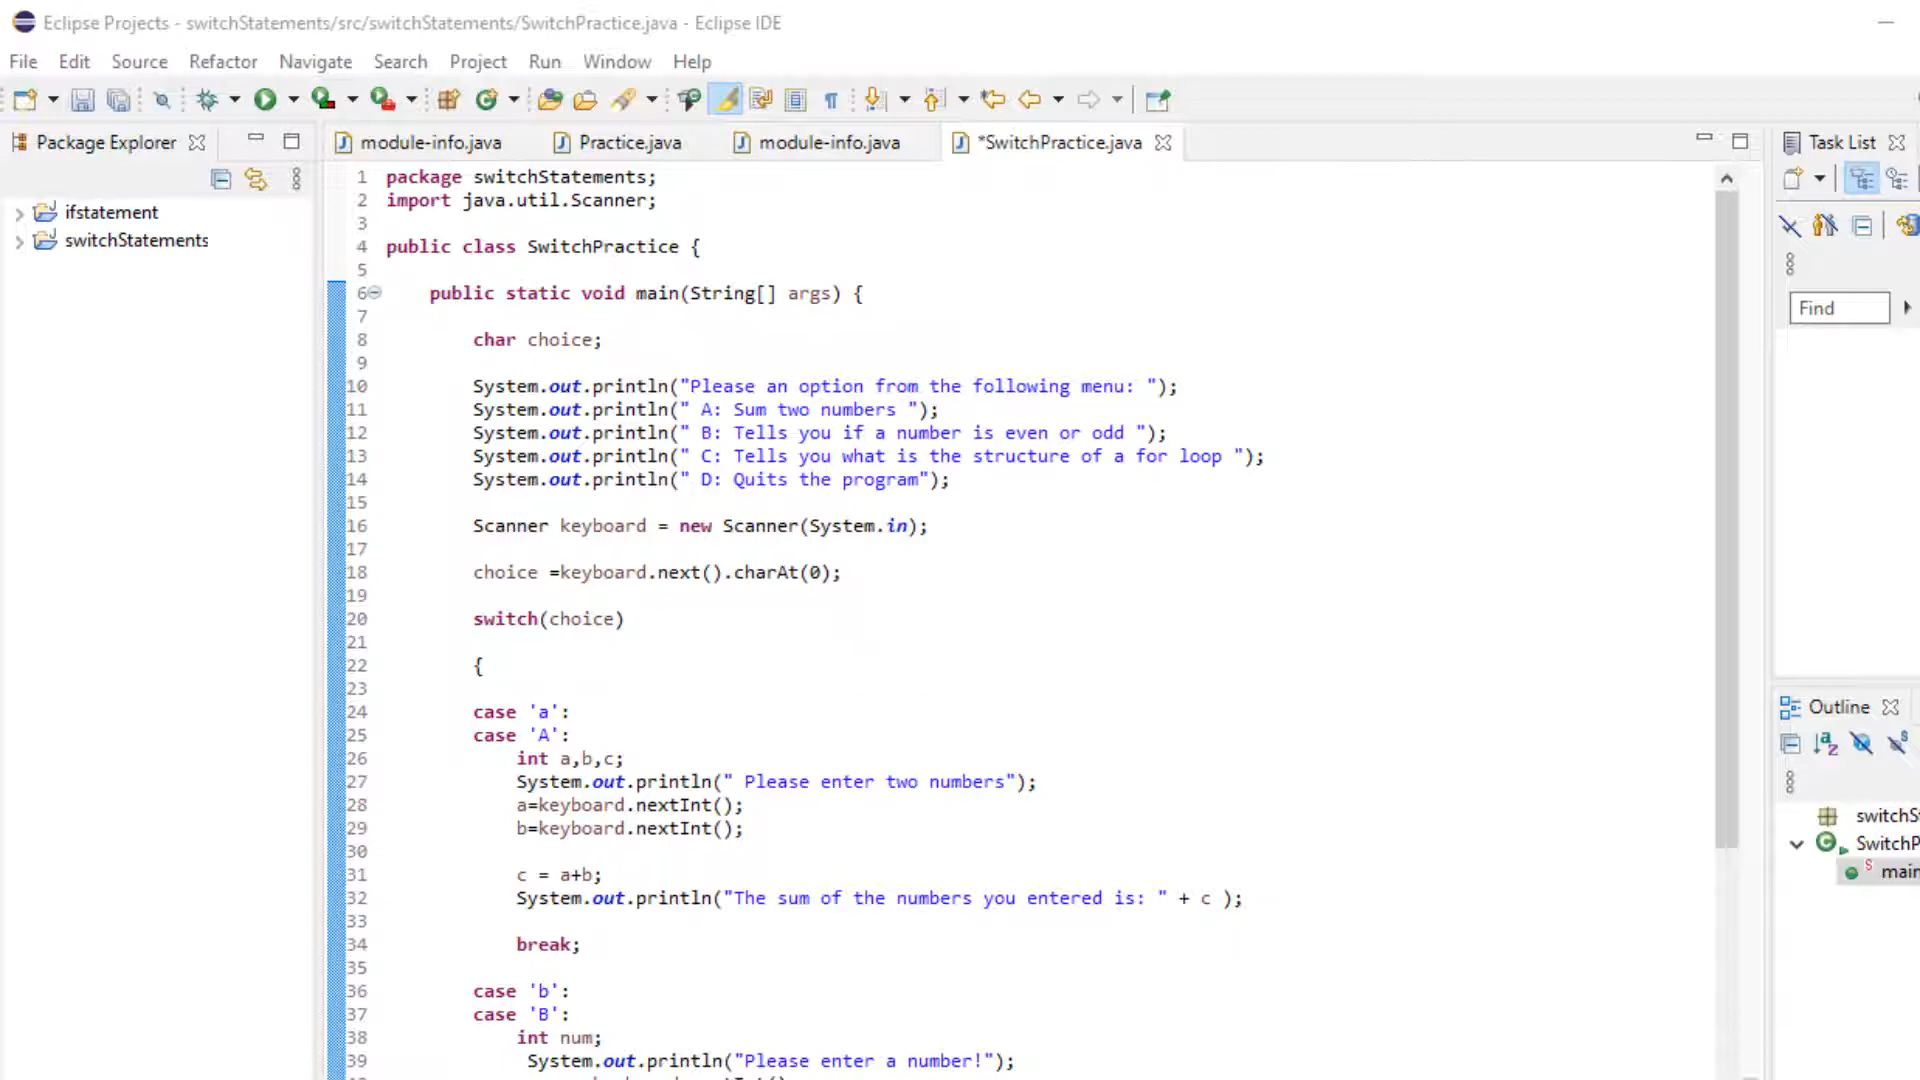 Eclipse Projects - switchStatements/src/switchStatements/SwitchPractice.java - Eclipse IDE
File Edit Source Refactor Navigate Search Project Run Window Help
Package Explorer
module-info.java Practice.java module-info.java *SwitchPractice.java
Task List
ifstatement
switchStatements
1 package switchStatements;
2 import java.util.Scanner;
3
4 public class SwitchPractice {
5
6 public static void main(String[] args) {
7
8 char choice;
9
10 System.out.println("Please an option from the following menu: ");
11 System.out.println(" A: Sum two numbers ");
12 System.out.println(" B: Tells you if a number is even or odd ");
13 System.out.println(" C: Tells you what is the structure of a for loop ");
14 System.out.println(" D: Quits the program");
15
16 Scanner keyboard = new Scanner(System.in);
17
18 choice =keyboard.next().charAt(0);
19
20 switch(choice)
21
22 {
23
24 case 'a':
25 case 'A':
26 int a,b,c;
27 System.out.println(" Please enter two numbers");
28 a=keyboard.nextInt();
29 b=keyboard.nextInt();
30
31 c = a+b;
32 System.out.println("The sum of the numbers you entered is: " + c );
33
34 break;
35
36 case 'b':
37 case 'B':
38 int num;
39 System.out.println("Please enter a number!");
Find
Outline
switchS
SwitchP
main